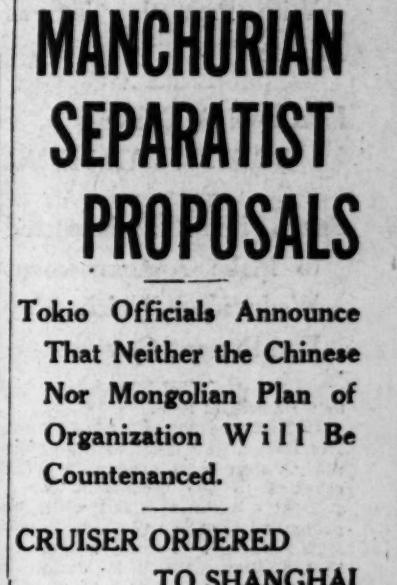 MANCHURIAN
SEPARATIST
PROPOSALS
Tokio Officials Announce
That Neither the Chinese
Nor Mongolian Plan of
Organization Will Be
Countenanced.
CRUISER ORDERED
TO SHANGHAI